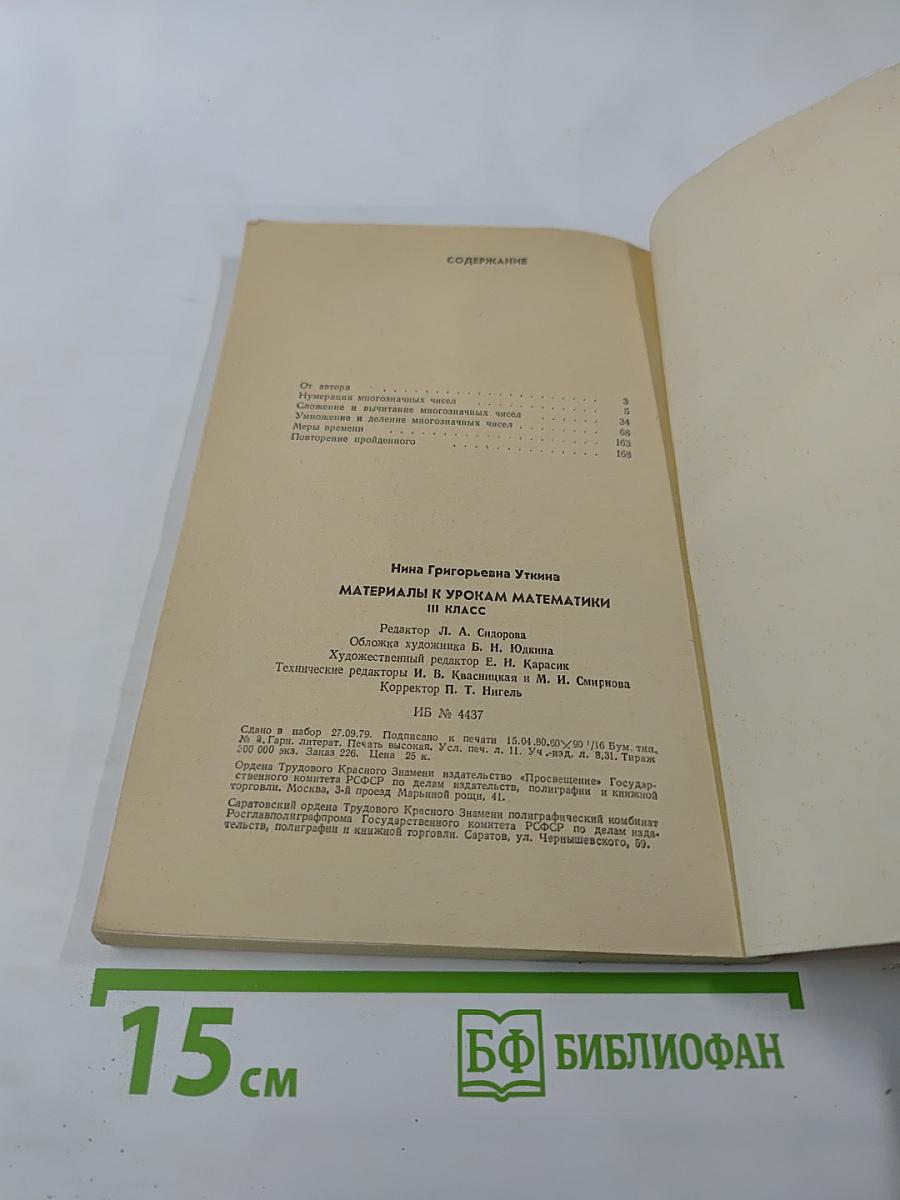 СОДЕРЖАНИЕ
От автора . . . . . . . . . . . . . . . . . . 3
Нумерация многозначных чисел . . . . . . . . . 5
Сложение и вычитание многозначных чисел . . . . . . 34
Умножение и деление многозначных чисел . . . . . . . 68
Меры времени . . . . . . . . . . . . . . . . . 163
Повторение пройденного . . . . . . . . . . . . . 168
Нина Григорьевна Уткина
МАТЕРИАЛЫ К УРОКАМ МАТЕМАТИКИ
III КЛАСС
Редактор Л. А. Сидорова
Обложка художника Б. Н. Юдкина
Художественный редактор Е. Н. Карасик
Технические редакторы И. В. Квасницкая и М. И. Смирнова
Корректор П. Т. Нигель
ИБ № 4437
Сдано в набор 27.09.79. Подписано к печати 15.04.80.60×90 1/16 Бум. тип.
№ 3. Гарн. литерат. Печать высокая. Усл. печ. л. 11. Уч.-изд. л. 8,31. Тираж
300 000 экз. Заказ 226. Цена 25 к.
Ордена Трудового Красного Знамени издательство «Просвещение» Государ-
ственного комитета РСФСР по делам издательств, полиграфии и книжной
торговли. Москва, 3-й проезд Марьиной рощи, 41.
Саратовский ордена Трудового Красного Знамени полиграфический комбинат
Росглавполиграфпрома Государственного комитета РСФСР по делам изда-
тельств, полиграфии и книжной торговли. Саратов, ул. Чернышевского, 59.
15 см
БФ БИБЛИОФАН